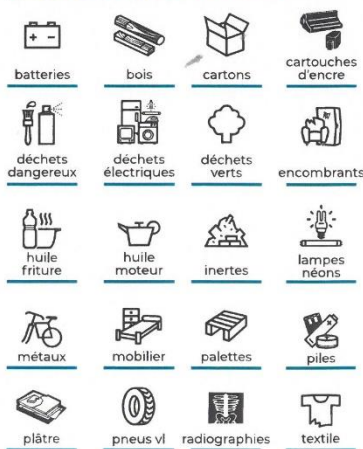 batteries
bois
cartons
cartouches
d'encre
déchets
dangereux
déchets
électriques
déchets
verts
encombrants
huile
friture
huile
moteur
inertes
lampes
néons
métaux
mobilier
palettes
piles
plâtre
pneus vl
radiographies
textile